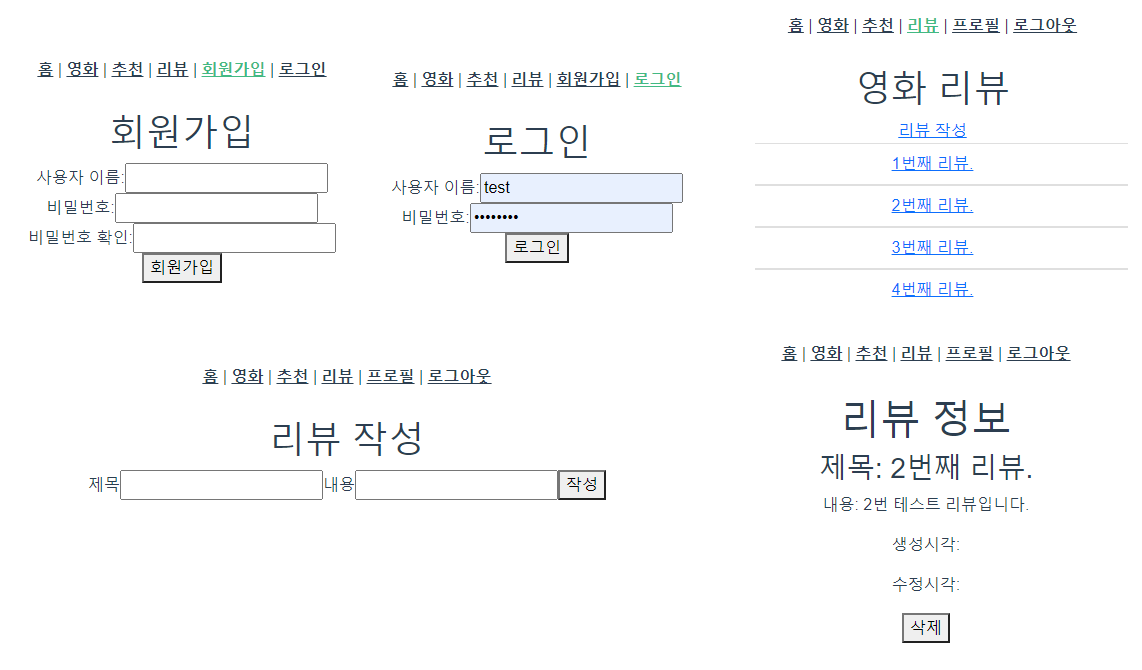 홈 | 영화 | 추천 | 리뷰 | 회원가입 | 로그인
회원가입
사용자 이름:
비밀번호:
비밀번호 확인:
회원가입
홈 | 영화 | 추천 | 리뷰 | 회원가입 | 로그인
로그인
사용자 이름: test
비밀번호: ••••••••
로그인
홈 | 영화 | 추천 | 리뷰 | 프로필 | 로그아웃
영화 리뷰
리뷰 작성
1번째 리뷰.
2번째 리뷰.
3번째 리뷰.
4번째 리뷰.
홈 | 영화 | 추천 | 리뷰 | 프로필 | 로그아웃
리뷰 작성
제목 내용 작성
홈 | 영화 | 추천 | 리뷰 | 프로필 | 로그아웃
리뷰 정보
제목: 2번째 리뷰.
내용: 2번 테스트 리뷰입니다.
생성시각:
수정시각:
삭제